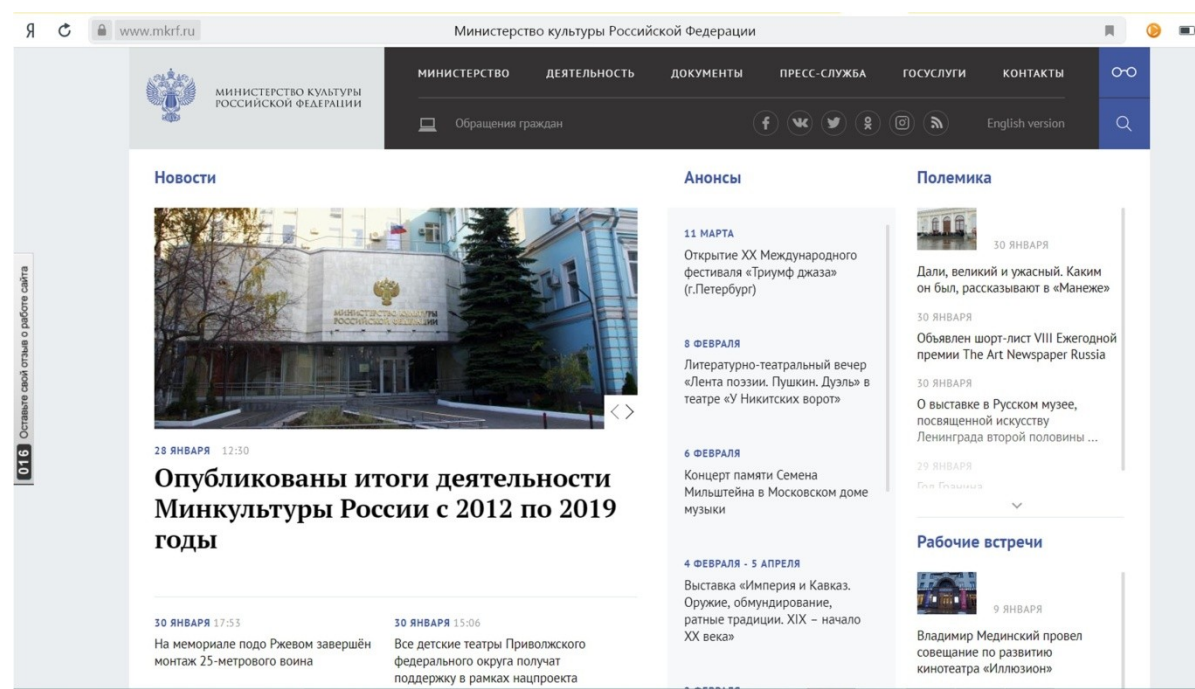 Я
www.mkrf.ru
Министерство культуры Российской Федерации
МИНИСТЕРСТВО КУЛЬТУРЫ
РОССИЙСКОЙ ФЕДЕРАЦИИ
МИНИСТЕРСТВО ДЕЯТЕЛЬНОСТЬ ДОКУМЕНТЫ ПРЕСС-СЛУЖБА ГОСУСЛУГИ КОНТАКТЫ
Обращения граждан
English version
Оставьте свой отзыв о работе сайта
016
Новости
МИНИСТЕРСТВО КУЛЬТУРЫ
РОССИЙСКОЙ ФЕДЕРАЦИИ
28 ЯНВАРЯ 12:30
Опубликованы итоги деятельности
Минкультуры России с 2012 по 2019
годы
30 ЯНВАРЯ 17:53
На мемориале подо Ржевом завершён
монтаж 25-метрового воина
30 ЯНВАРЯ 15:06
Все детские театры Приволжского
федерального округа получат
поддержку в рамках нацпроекта
Анонсы
11 МАРТА
Открытие XX Международного
фестиваля «Триумф джаза»
(г.Петербург)
8 ФЕВРАЛЯ
Литературно-театральный вечер
«Лента поэзии. Пушкин. Дуэль» в
театре «У Никитских ворот»
6 ФЕВРАЛЯ
Концерт памяти Семена
Мильштейна в Московском доме
музыки
4 ФЕВРАЛЯ - 5 АПРЕЛЯ
Выставка «Империя и Кавказ.
Оружие, обмундирование,
ратные традиции. XIX – начало
XX века»
Полемика
30 ЯНВАРЯ
Дали, великий и ужасный. Каким
он был, рассказывают в «Манеже»
30 ЯНВАРЯ
Объявлен шорт-лист VIII Ежегодной
премии The Art Newspaper Russia
30 ЯНВАРЯ
О выставке в Русском музее,
посвященной искусству
Ленинграда второй половины ...
29 ЯНВАРЯ
Рабочие встречи
9 ЯНВАРЯ
Владимир Мединский провел
совещание по развитию
кинотеатра «Иллюзион»